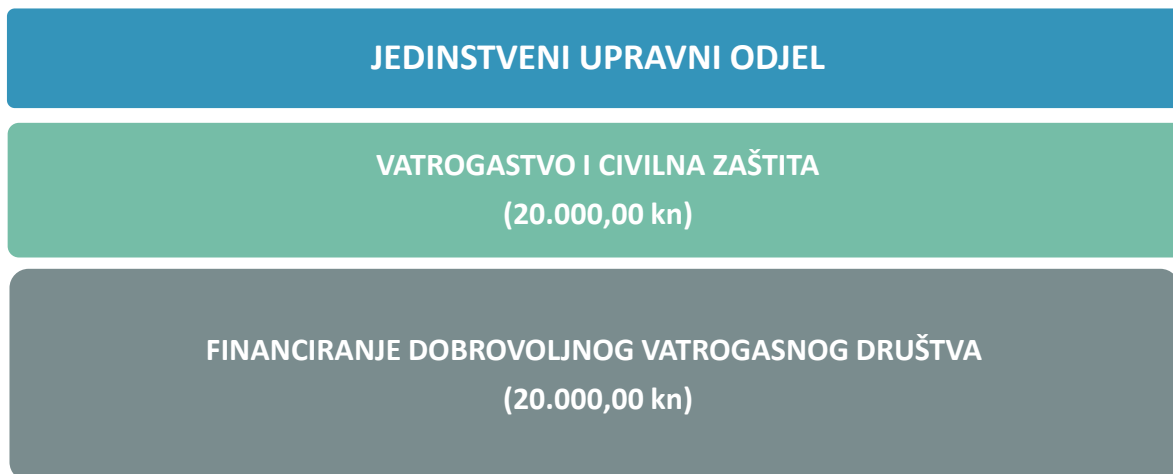 JEDINSTVENI UPRAVNI ODJEL
VATROGASTVO I CIVILNA ZAŠTITA
(20.000,00 kn)
FINANCIRANJE DOBROVOLJNOG VATROGASNOG DRUŠTVA
(20.000,00 kn)